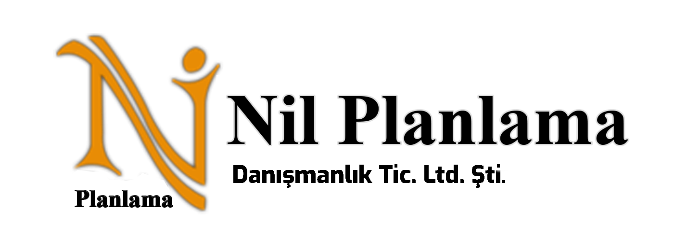 Nil Planlama
Danışmanlık Tic. Ltd. Şti.
Planlama